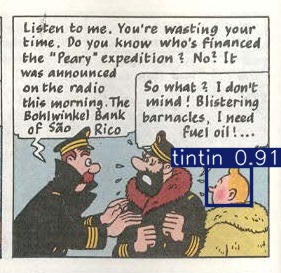 Listen to me. You're wasting your
time. Do you know who's financed
the "Peary" expedition? No? It
was announced
on the radio
this morning. The
Bohlwinkel Bank
of São Rico
So what? I don't
mind! Blistering
barnacles, I need
fuel oil!...
tintin 0.91